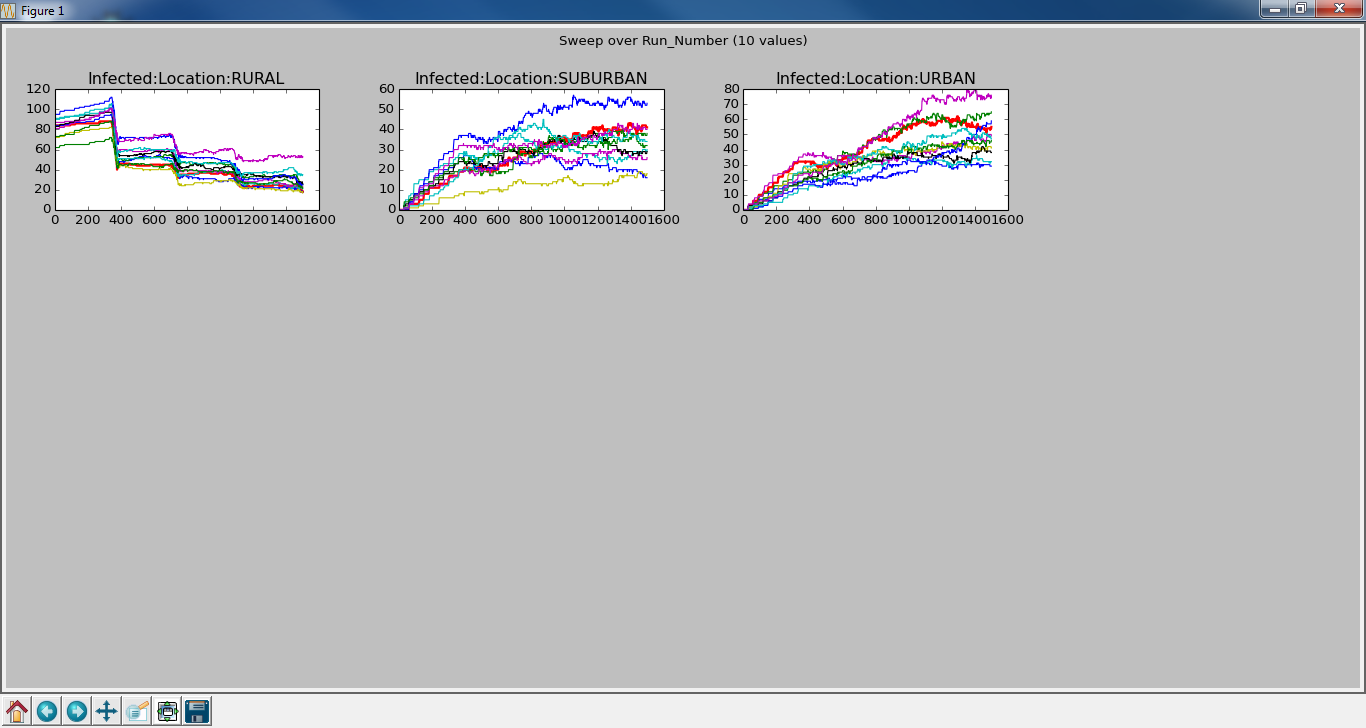 Figure 1
Sweep over Run_Number (10 values)
Infected:Location:RURAL
120
100
80
60
40
20
0
0 200 400 600 800 1000 1200 1400 1600
Infected:Location:SUBURBAN
60
50
40
30
20
10
0
0 200 400 600 800 1000 1200 1400 1600
Infected:Location:URBAN
80
70
60
50
40
30
20
10
0
0 200 400 600 800 1000 1200 1400 1600